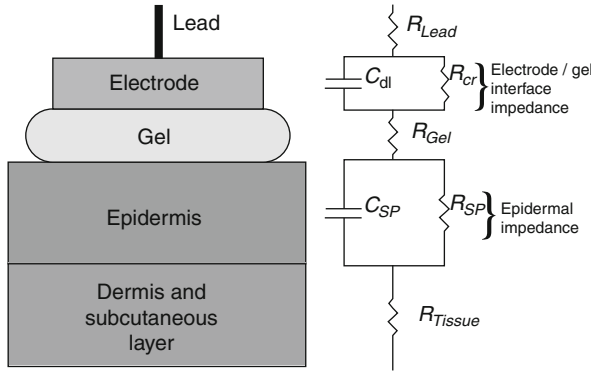 Lead
Electrode
Gel
Epidermis
Dermis and
subcutaneous
layer
R_Lead
C_dl
R_cr
Electrode / gel
interface
impedance
R_Gel
C_SP
R_SP
Epidermal
impedance
R_Tissue